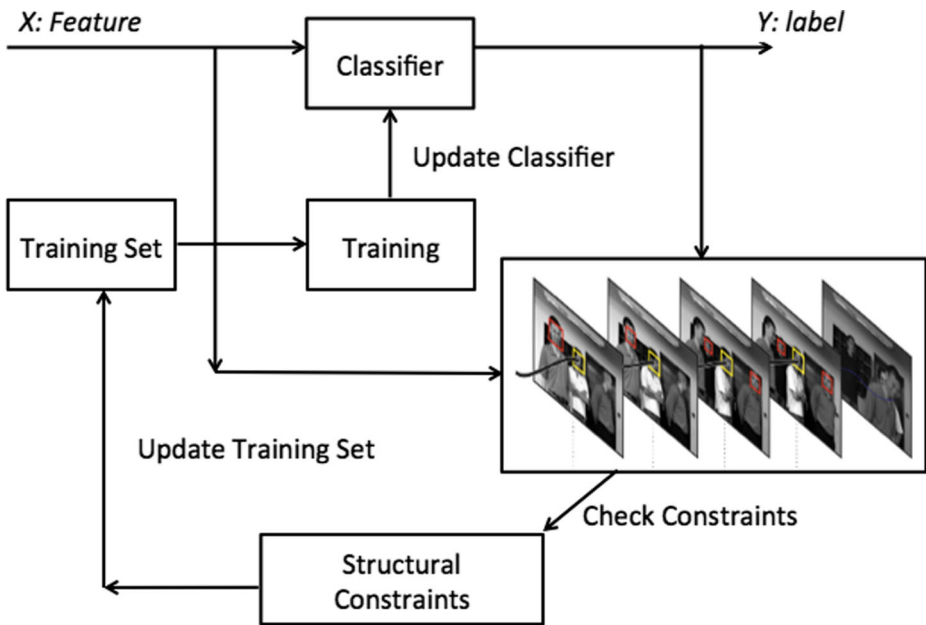 X: Feature
Y: label
Classifier
Update Classifier
Training Set
Training
Update Training Set
Check Constraints
Structural
Constraints